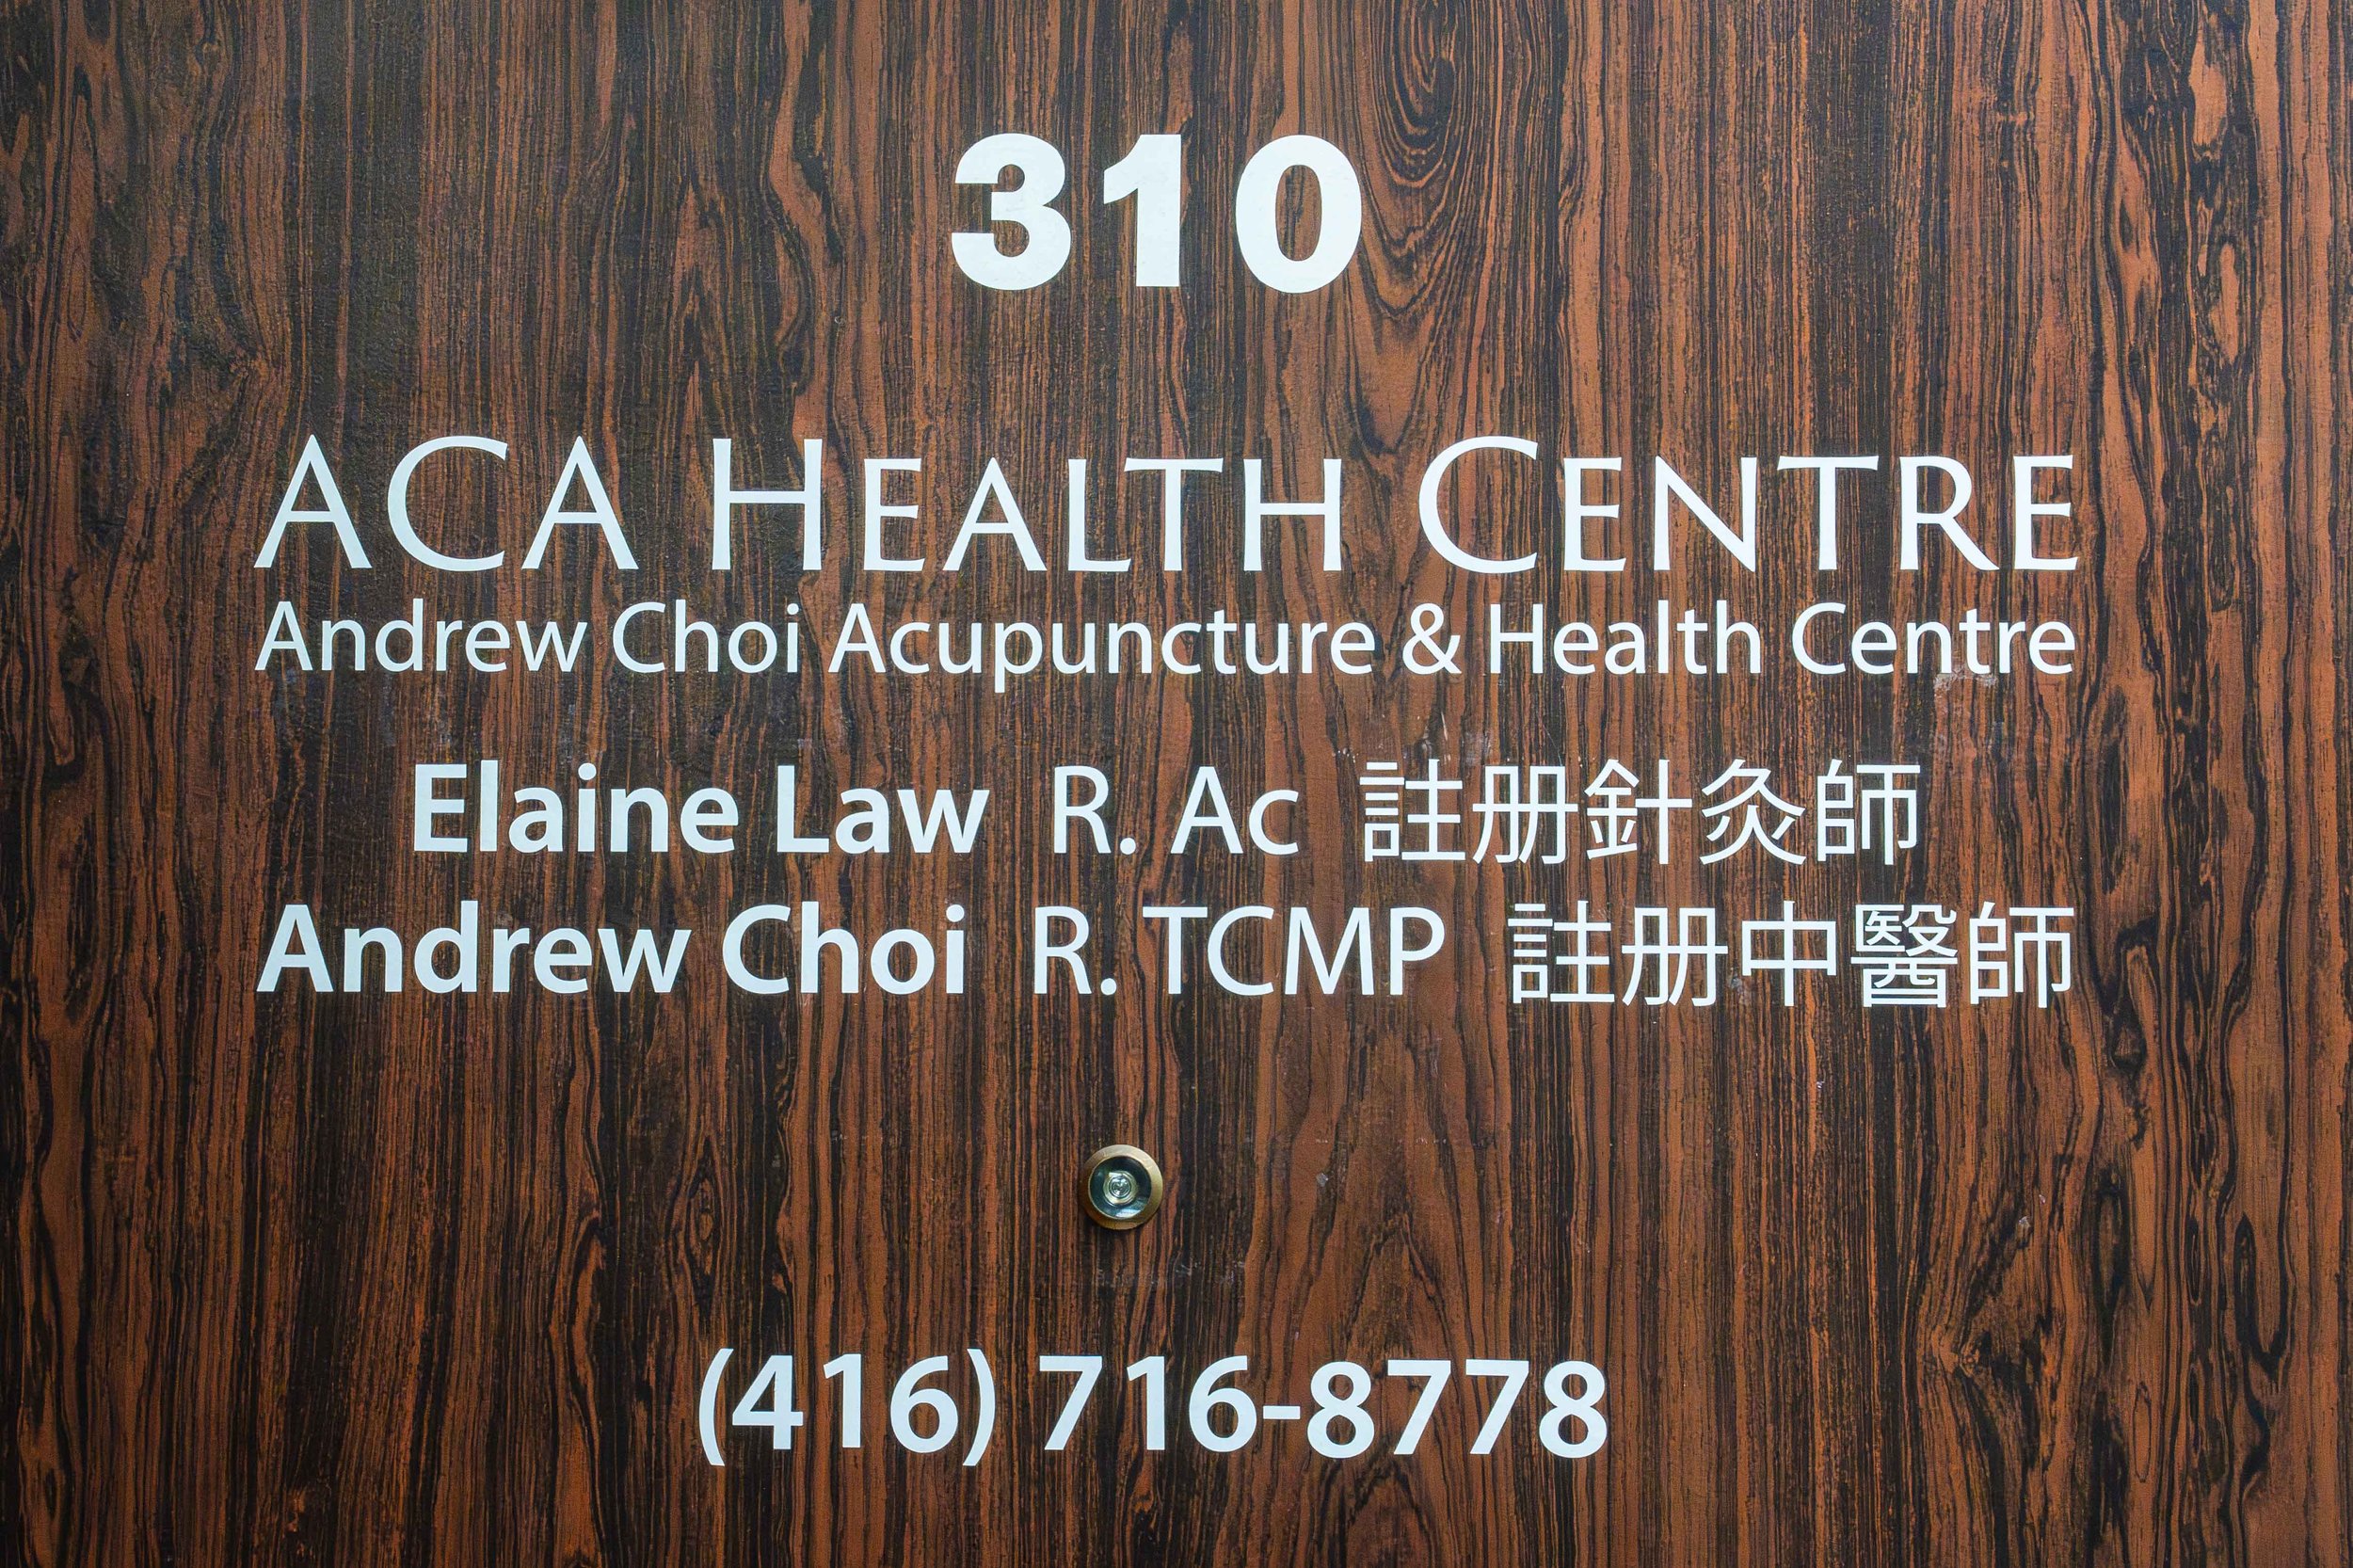 310
ACA HEALTH CENTRE
Andrew Choi Acupuncture & Health Centre
Elaine Law R. Ac 註册針灸師
Andrew Choi R. TCMP 註册中醫師
(416) 716-8778